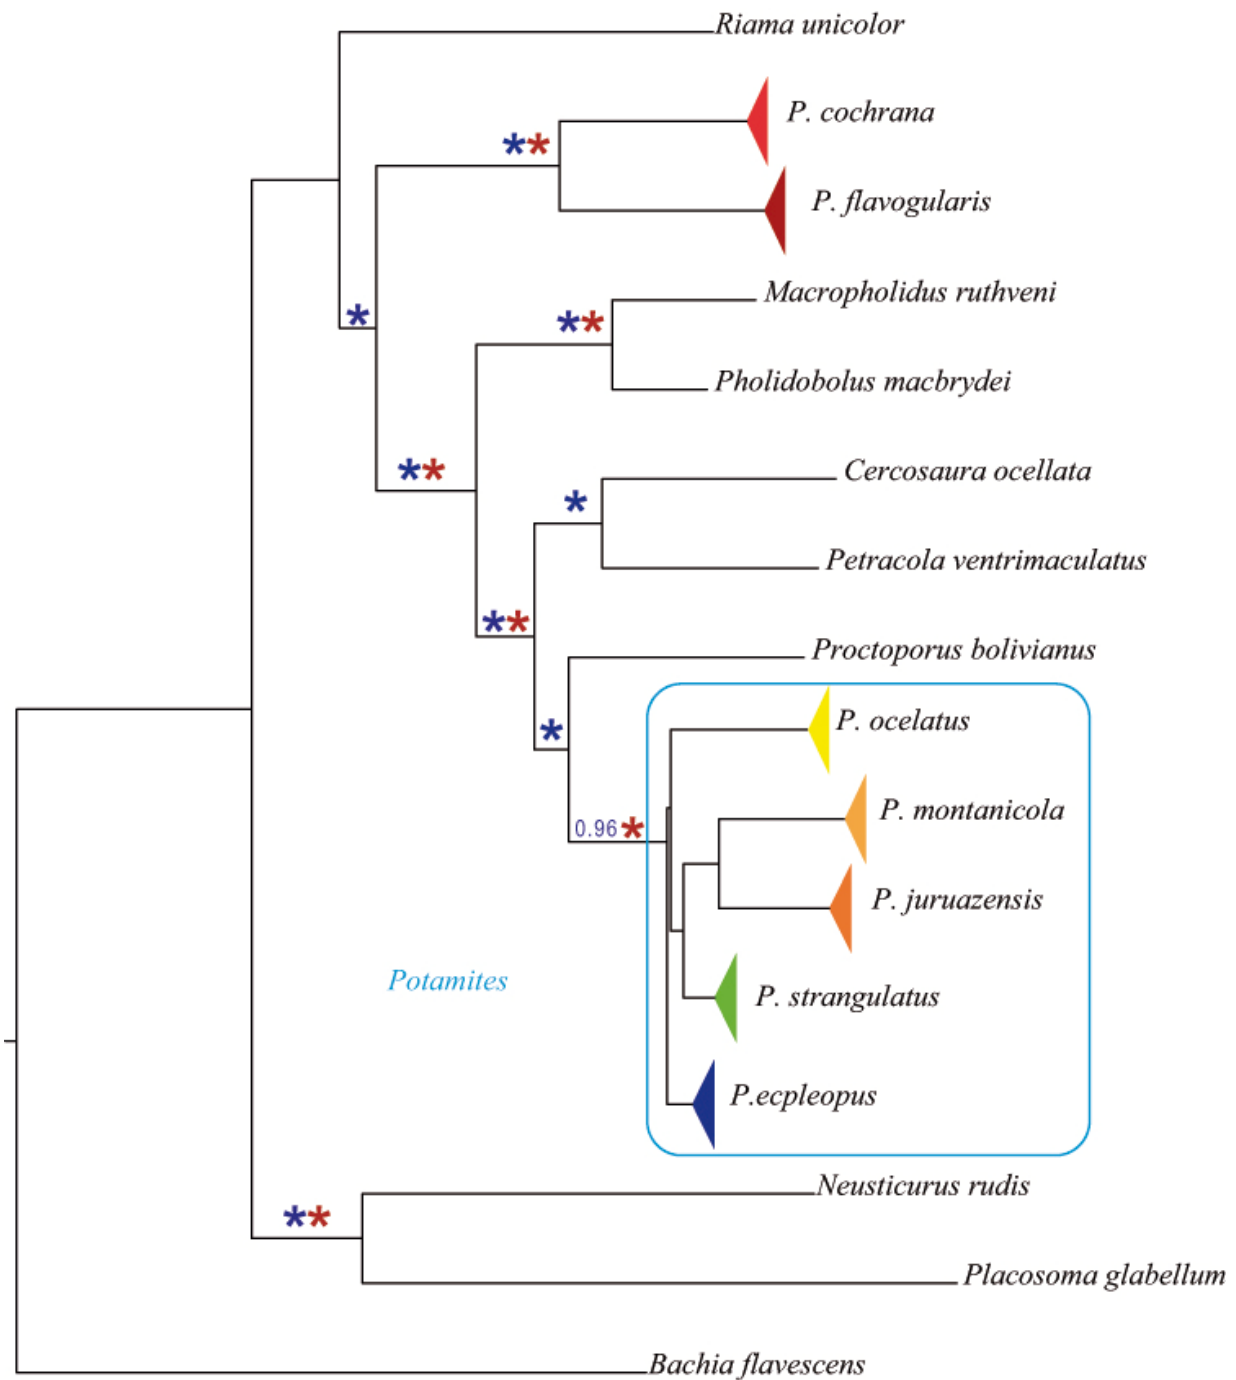 Riama unicolor
P. cochrana
**
P. flavogularis
Macropholidus ruthveni
*
**
Pholidobolus macbrydei
**
Cercosaura ocellata
*
Petracola ventrimaculatus
**
Proctoporus bolivianus
P. ocelatus
*
P. montanicola
0.96*
P. juruazensis
Potamites
P. strangulatus
P.ecpleopus
Neusticurus rudis
**
Placosoma glabellum
Bachia flavescens